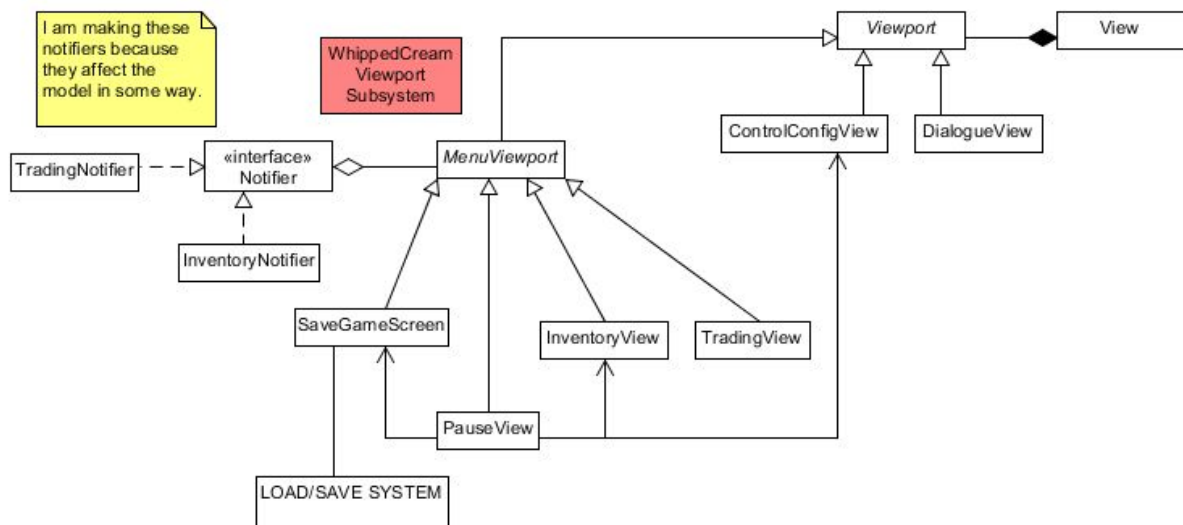 I am making these
notifiers because
they affect the
model in some way.
WhippedCream
Viewport
Subsystem
Viewport
View
ControlConfigView
DialogueView
TradingNotifier
«interface»
Notifier
MenuViewport
InventoryNotifier
SaveGameScreen
InventoryView
TradingView
PauseView
LOAD/SAVE SYSTEM